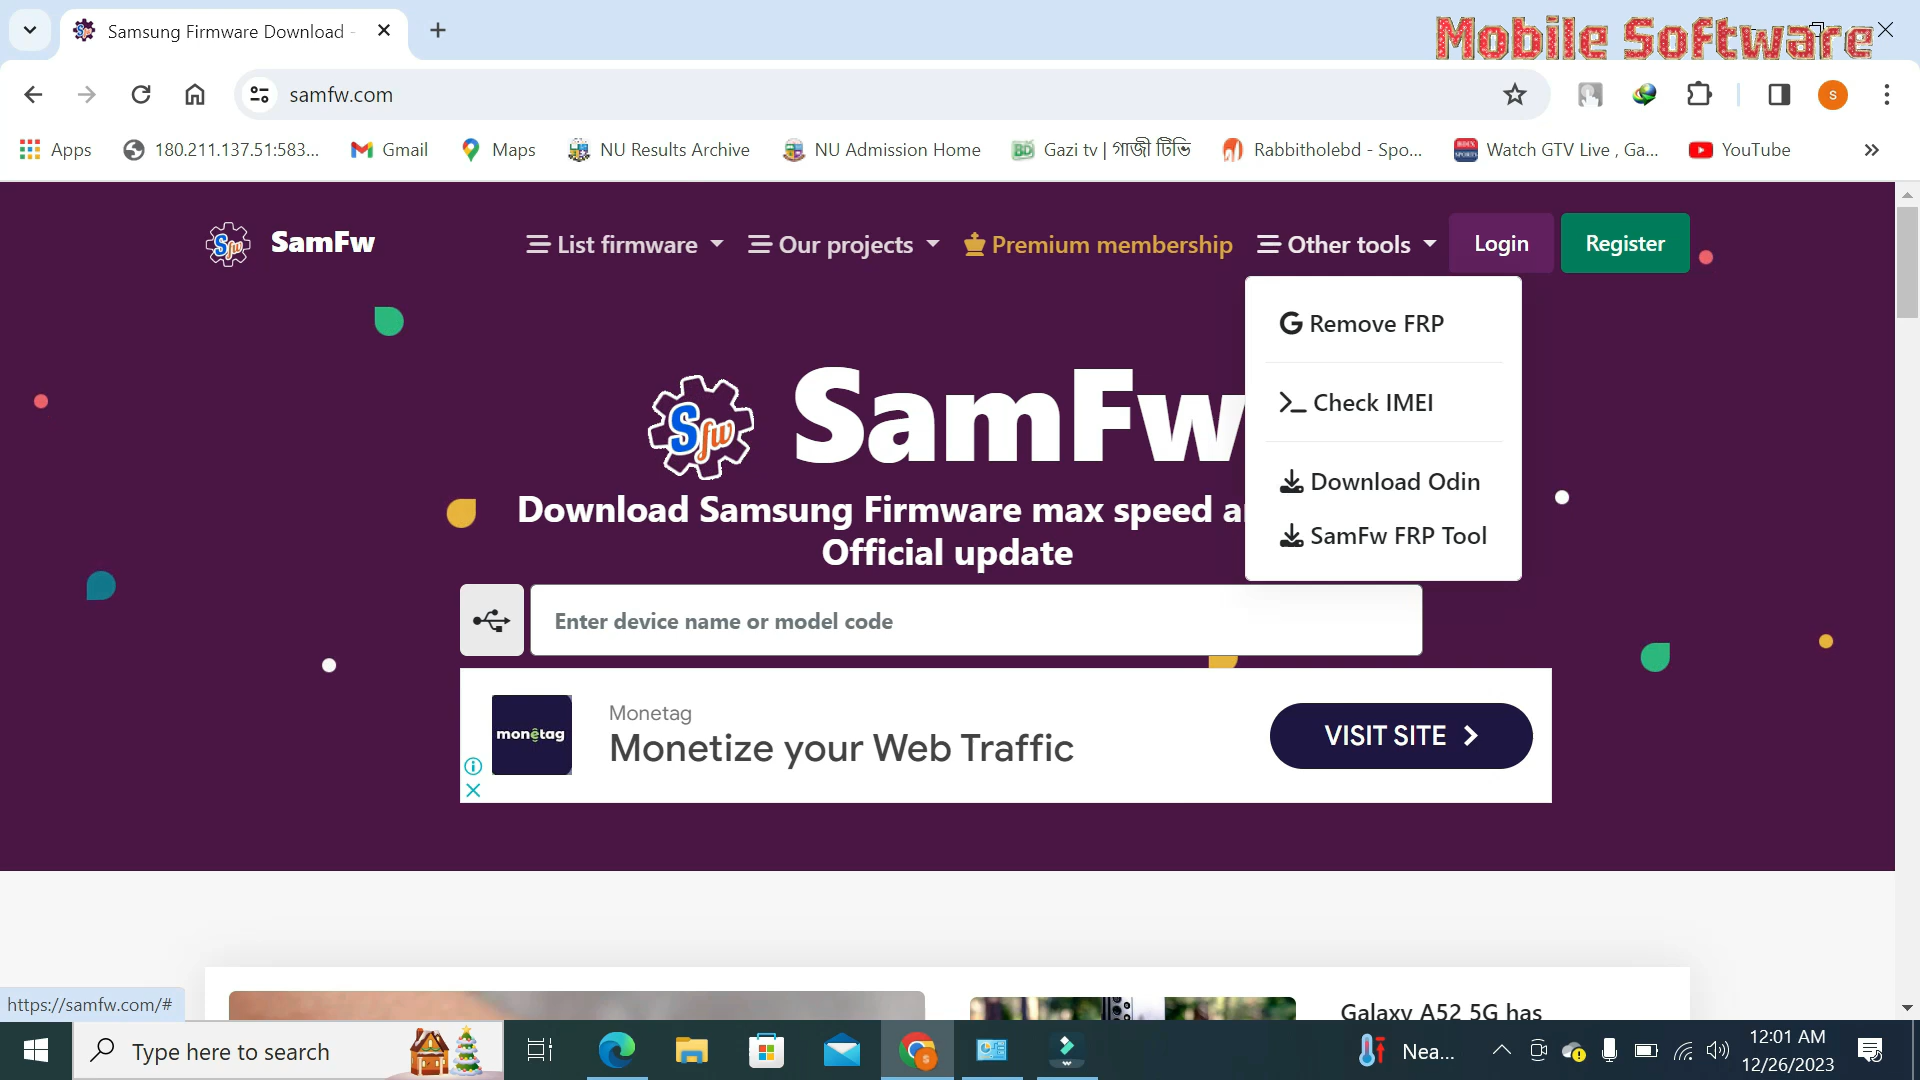 Samsung Firmware Download -
Mobile Software
samfw.com
s
Apps
180.211.137.51:583...
Gmail
Maps
NU Results Archive
NU Admission Home
BD
Gazi tv | গাজী টিভি
Rabbitholebd - Spo...
Watch GTV Live , Ga...
YouTube
Sfw
SamFw
List firmware
Our projects
Premium membership
Other tools
Login
Register
Remove FRP
Check IMEI
Download Odin
SamFw FRP Tool
Sfw
SamFw
Download Samsung Firmware max speed a
Official update
Enter device name or model code
monetag
Monetag
Monetize your Web Traffic
VISIT SITE
https://samfw.com/#
Galaxy A52 5G has
Type here to search
Nea...
12:01 AM
12/26/2023